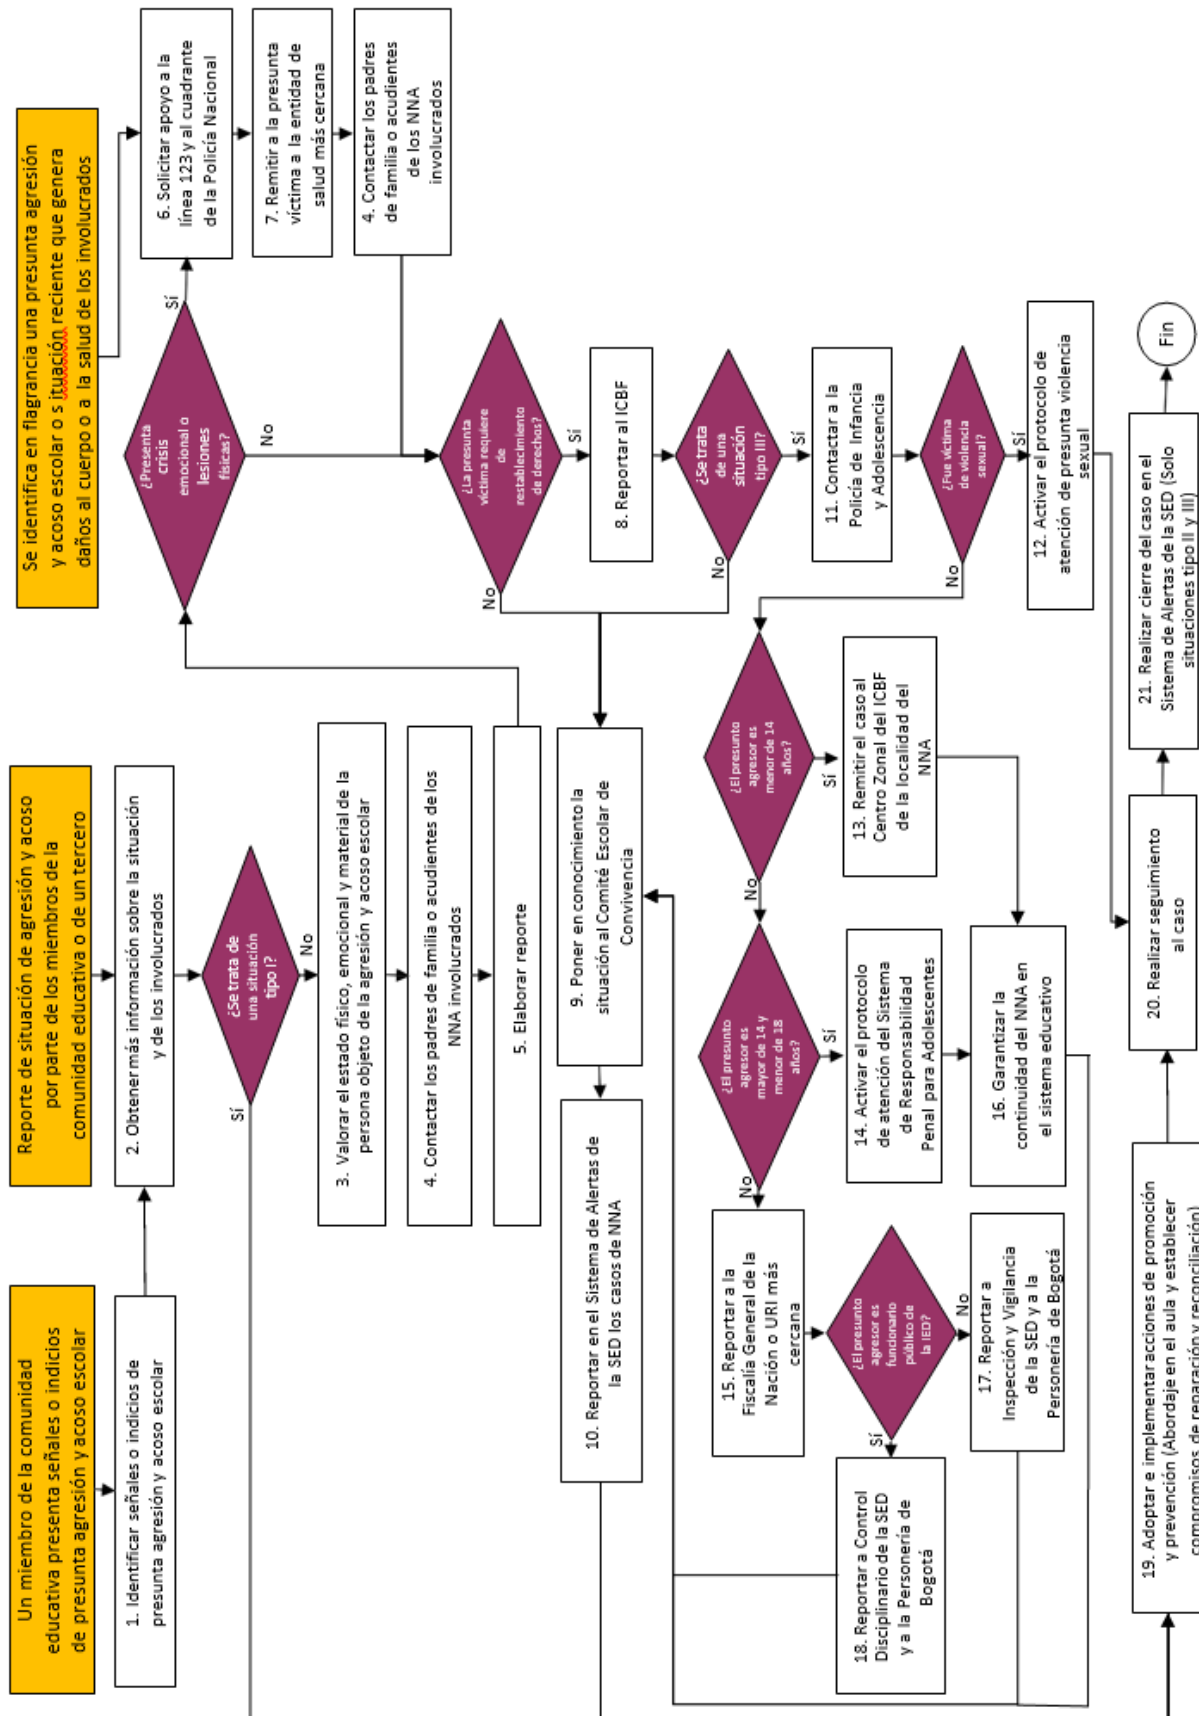 Un miembro de la comunidad
educativa presenta señales o indicios
de presunta agresión y acoso escolar
Reporte de situación de agresión y acoso
por parte de los miembros de la
comunidad educativa o de un tercero
Se identifica en flagrancia una presunta agresión
y acoso escolar o s ituación reciente que genera
daños al cuerpo o a la salud de los involucrados
1. Identificar señales o indicios de
presunta agresión y acoso escolar
2. Obtener más información sobre la situación
y de los involucrados
¿Se trata de
una situación
tipo I?
Sí
No
3. Valorar el estado físico, emocional y material de la
persona objeto de la agresión y acoso escolar
4. Contactar los padres de familia o acudientes de los
NNA involucrados
5. Elaborar reporte
¿Presenta
crisis
emocional o
lesiones
físicas?
Sí
No
6. Solicitar apoyo a la
línea 123 y al cuadrante
de la Policía Nacional
7. Remitir a la presunta
víctima a la entidad de
salud más cercana
4. Contactar los padres
de familia o acudientes
de los NNA
involucrados
¿La presunta
víctima requiere de
restablecimiento
de derechos?
No
Sí
8. Reportar al ICBF
¿Se trata
de una
situación
tipo III?
No
Sí
9. Poner en conocimiento la
situación al Comité Escolar de
Convivencia
10. Reportar en el Sistema de Alertas de
la SED los casos de NNA
11. Contactar a la
Policía de Infancia
y Adolescencia
¿Fue víctima
de violencia
sexual?
No
Sí
12. Activar el protocolo de
atención de presunta violencia
sexual
¿El presunto
agresor es
menor de 14
años?
No
Sí
13. Remitir el caso al
Centro Zonal del ICBF
de la localidad del
NNA
¿El presunto
agresor es
mayor de 14 y
menor de 18
años?
No
Sí
14. Activar el protocolo
de atención del Sistema
de Responsabilidad
Penal para Adolescentes
15. Reportar a la
Fiscalía General de la
Nación o URI más
cercana
16. Garantizar la
continuidad del NNA en
el sistema educativo
¿El presunto
agresor es
funcionario
público de
la IED?
Sí
No
17. Reportar a
Inspección y Vigilancia
de la SED y a la
Personería de Bogotá
18. Reportar a Control
Disciplinario de la SED
y a la Personería de
Bogotá
19. Adoptar e implementar acciones de promoción
y prevención (Abordaje en el aula y establecer
compromisos de reparación y reconciliación)
20. Realizar seguimiento
al caso
21. Realizar cierre del caso en el
Sistema de Alertas de la SED (Solo
situaciones tipo II y III)
Fin